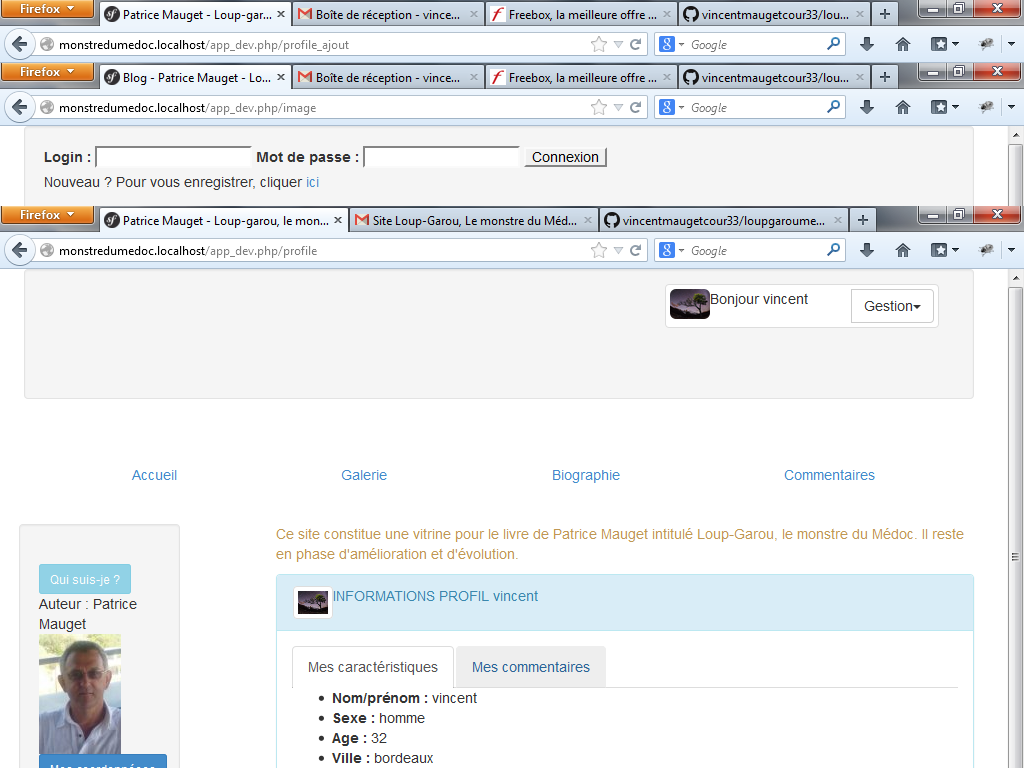 Firefox
Patrice Mauget - Loup-gar... Boîte de réception - vince... Freebox, la meilleure offre ... vincentmaugetcour33/lou...
monstredumedoc.localhost/app_dev.php/profile_ajout Google
Firefox
Blog - Patrice Mauget - Lo... Boîte de réception - vince... Freebox, la meilleure offre ... vincentmaugetcour33/lou...
monstredumedoc.localhost/app_dev.php/image Google
Login : Mot de passe : Connexion
Nouveau ? Pour vous enregistrer, cliquer ici
Firefox
Patrice Mauget - Loup-garou, le mon... Site Loup-Garou, Le monstre du Méd... vincentmaugetcour33/loupgaroume...
monstredumedoc.localhost/app_dev.php/profile Google
Bonjour vincent Gestion
Accueil Galerie Biographie Commentaires
Qui suis-je ?
Auteur : Patrice
Mauget
Ce site constitue une vitrine pour le livre de Patrice Mauget intitulé Loup-Garou, le monstre du Médoc. Il reste
en phase d'amélioration et d'évolution.
INFORMATIONS PROFIL vincent
Mes caractéristiques Mes commentaires
• Nom/prénom : vincent
• Sexe : homme
• Age : 32
• Ville : bordeaux